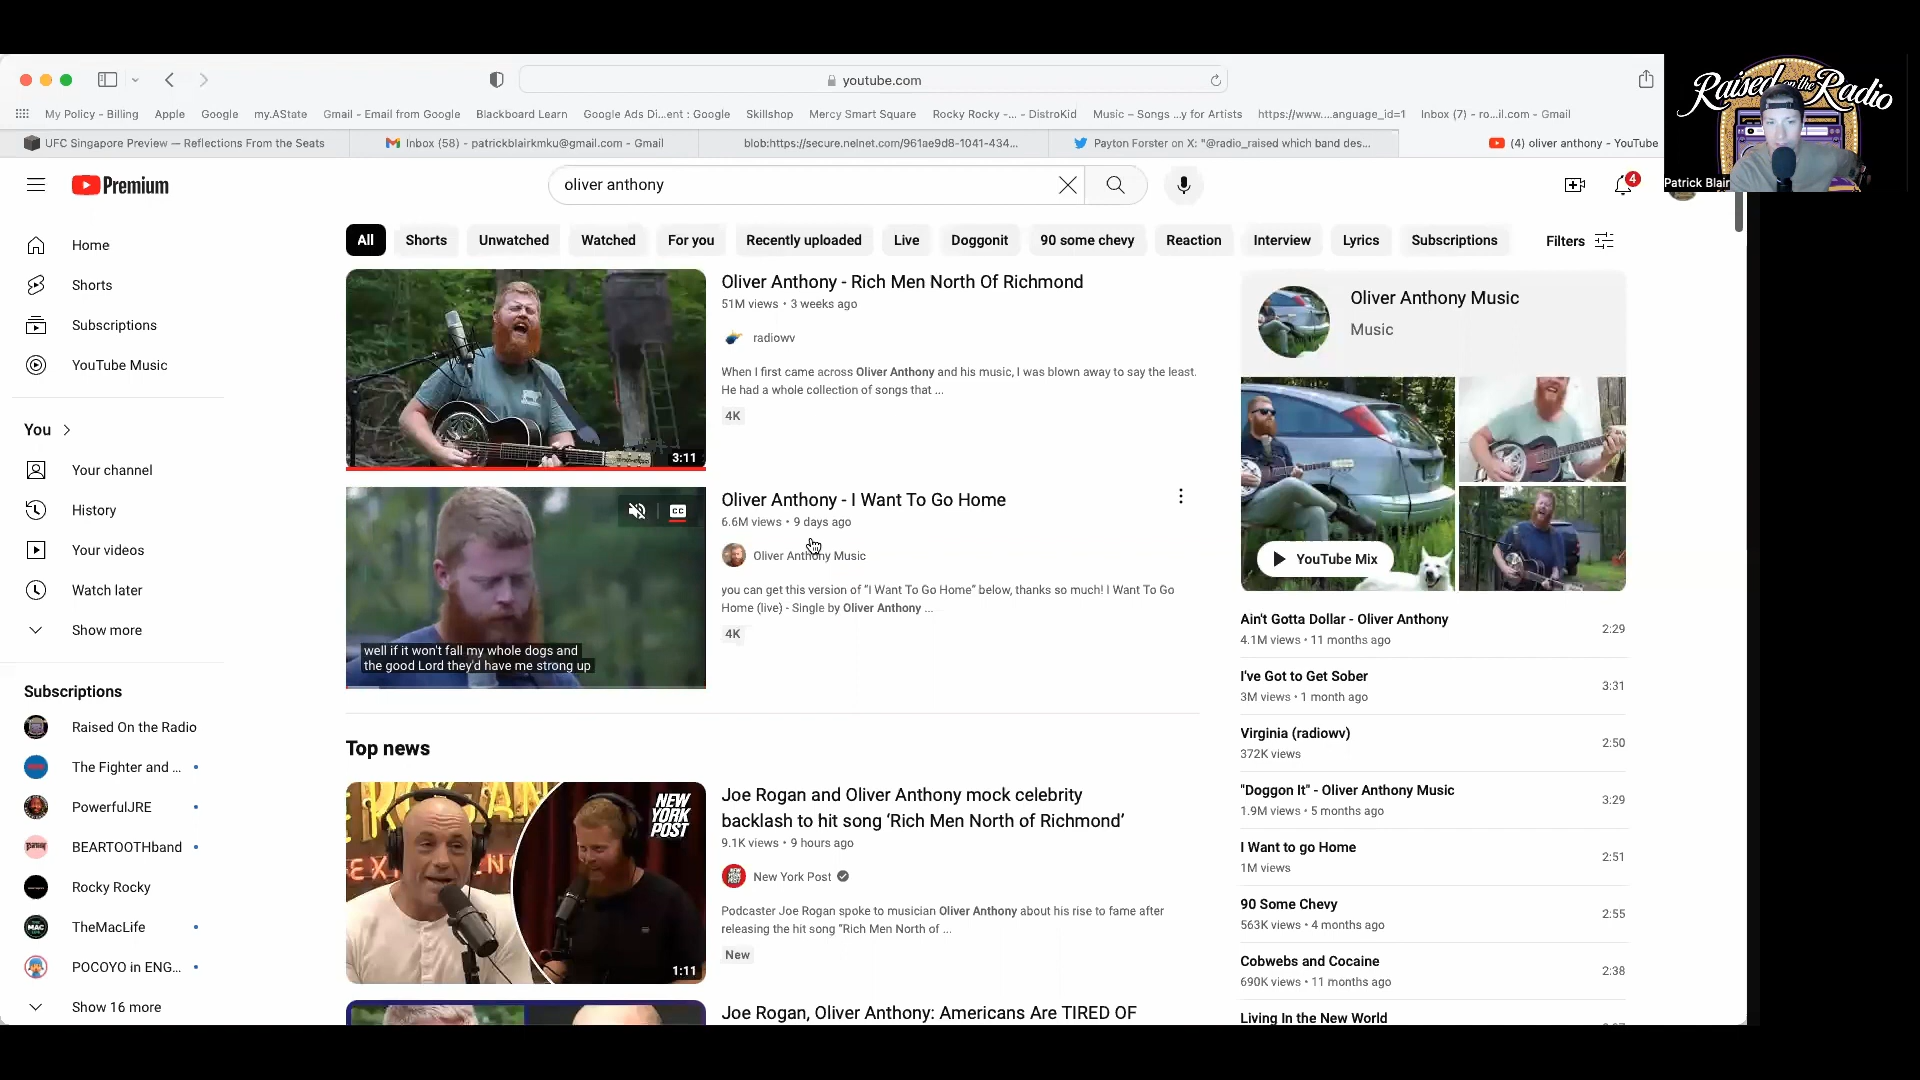 youtube.com
My Policy - Billing
Apple
Google
my.AState
Gmail - Email from Google
Blackboard Learn
Google Ads Di...ent : Google
Skillshop
Mercy Smart Square
Rocky Rocky -... - DistroKid
Music – Songs ...y for Artists
https://www....anguage_id=1
Inbox (7) - ro...il.com - Gmail
UFC Singapore Preview — Reflections From the Seats
Inbox (58) - patrickblairkmku@gmail.com - Gmail
blob:https://secure.nelnet.com/961ae9d8-1041-434...
Payton Forster on X: "@radio_raised which band des...
(4) oliver anthony - YouTube
Raised on the Radio
Patrick Blair
Premium
oliver anthony
4
All
Shorts
Unwatched
Watched
For you
Recently uploaded
Live
Doggonit
90 some chevy
Reaction
Interview
Lyrics
Subscriptions
Filters
Home
Shorts
Subscriptions
YouTube Music
You
Your channel
History
Your videos
Watch later
Show more
Subscriptions
Raised On the Radio
The Fighter and ...
PowerfulJRE
BEARTOOTHband
Rocky Rocky
TheMacLife
POCOYO in ENG...
Show 16 more
3:11
Oliver Anthony - Rich Men North Of Richmond
51M views • 3 weeks ago
radiowv
When I first came across Oliver Anthony and his music, I was blown away to say the least.
He had a whole collection of songs that ...
4K
CC
well if it won't fall my whole dogs and
the good Lord they'd have me strong up
Oliver Anthony - I Want To Go Home
6.6M views • 9 days ago
Oliver Anthony Music
you can get this version of “I Want To Go Home” below, thanks so much! I Want To Go
Home (live) - Single by Oliver Anthony ...
4K
Top news
NEW
YORK
POST
1:11
Joe Rogan and Oliver Anthony mock celebrity
backlash to hit song ‘Rich Men North of Richmond’
9.1K views • 9 hours ago
New York Post
Podcaster Joe Rogan spoke to musician Oliver Anthony about his rise to fame after
releasing the hit song “Rich Men North of ...
New
Joe Rogan, Oliver Anthony: Americans Are TIRED OF
Oliver Anthony Music
Music
YouTube Mix
Ain't Gotta Dollar - Oliver Anthony
4.1M views • 11 months ago
2:29
I've Got to Get Sober
3M views • 1 month ago
3:31
Virginia (radiowv)
372K views
2:50
"Doggon It" - Oliver Anthony Music
1.9M views • 5 months ago
3:29
I Want to go Home
1M views
2:51
90 Some Chevy
563K views • 4 months ago
2:55
Cobwebs and Cocaine
690K views • 11 months ago
2:38
Living In the New World